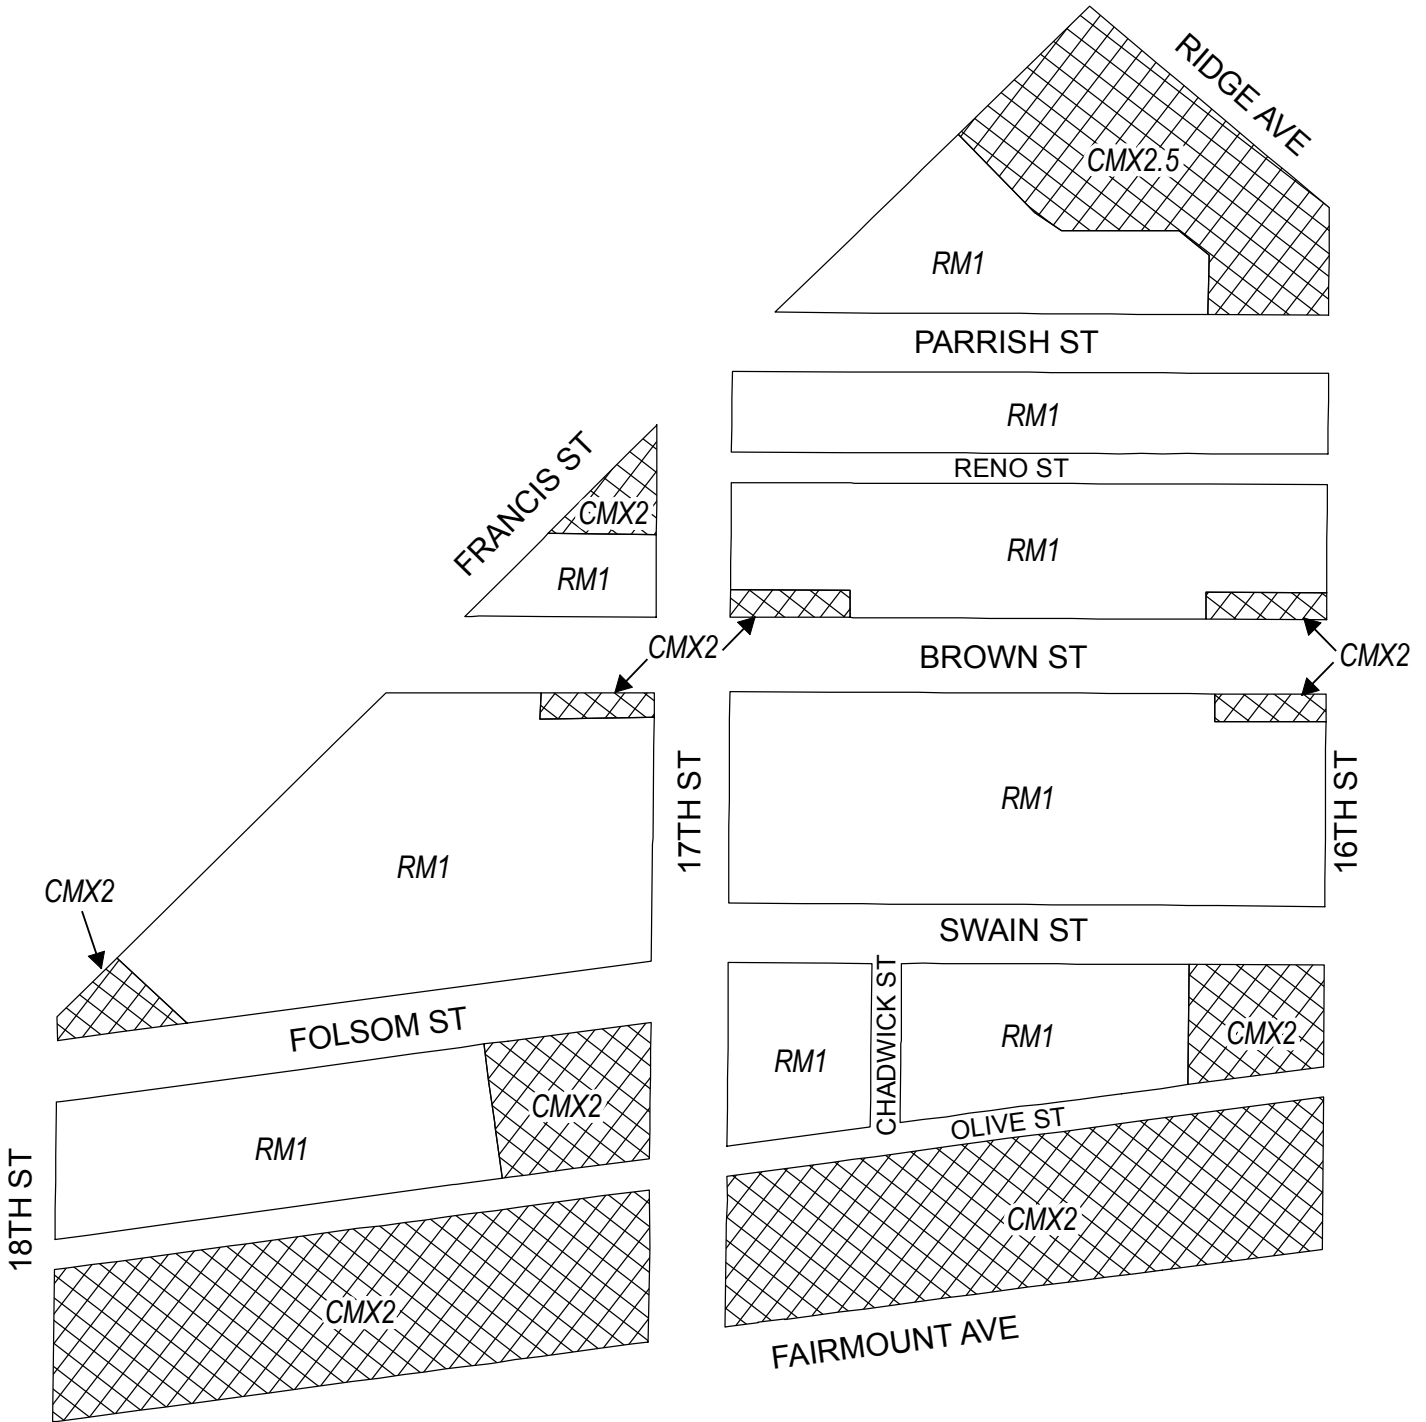 RIDGE AVE
CMX2.5
RM1
PARRISH ST
RM1
RENO ST
FRANCIS ST
CMX2
RM1
RM1
CMX2
BROWN ST
CMX2
17TH ST
16TH ST
RM1
RM1
CMX2
SWAIN ST
CHADWICK ST
FOLSOM ST
RM1
RM1
CMX2
CMX2
OLIVE ST
RM1
18TH ST
CMX2
CMX2
FAIRMOUNT AVE